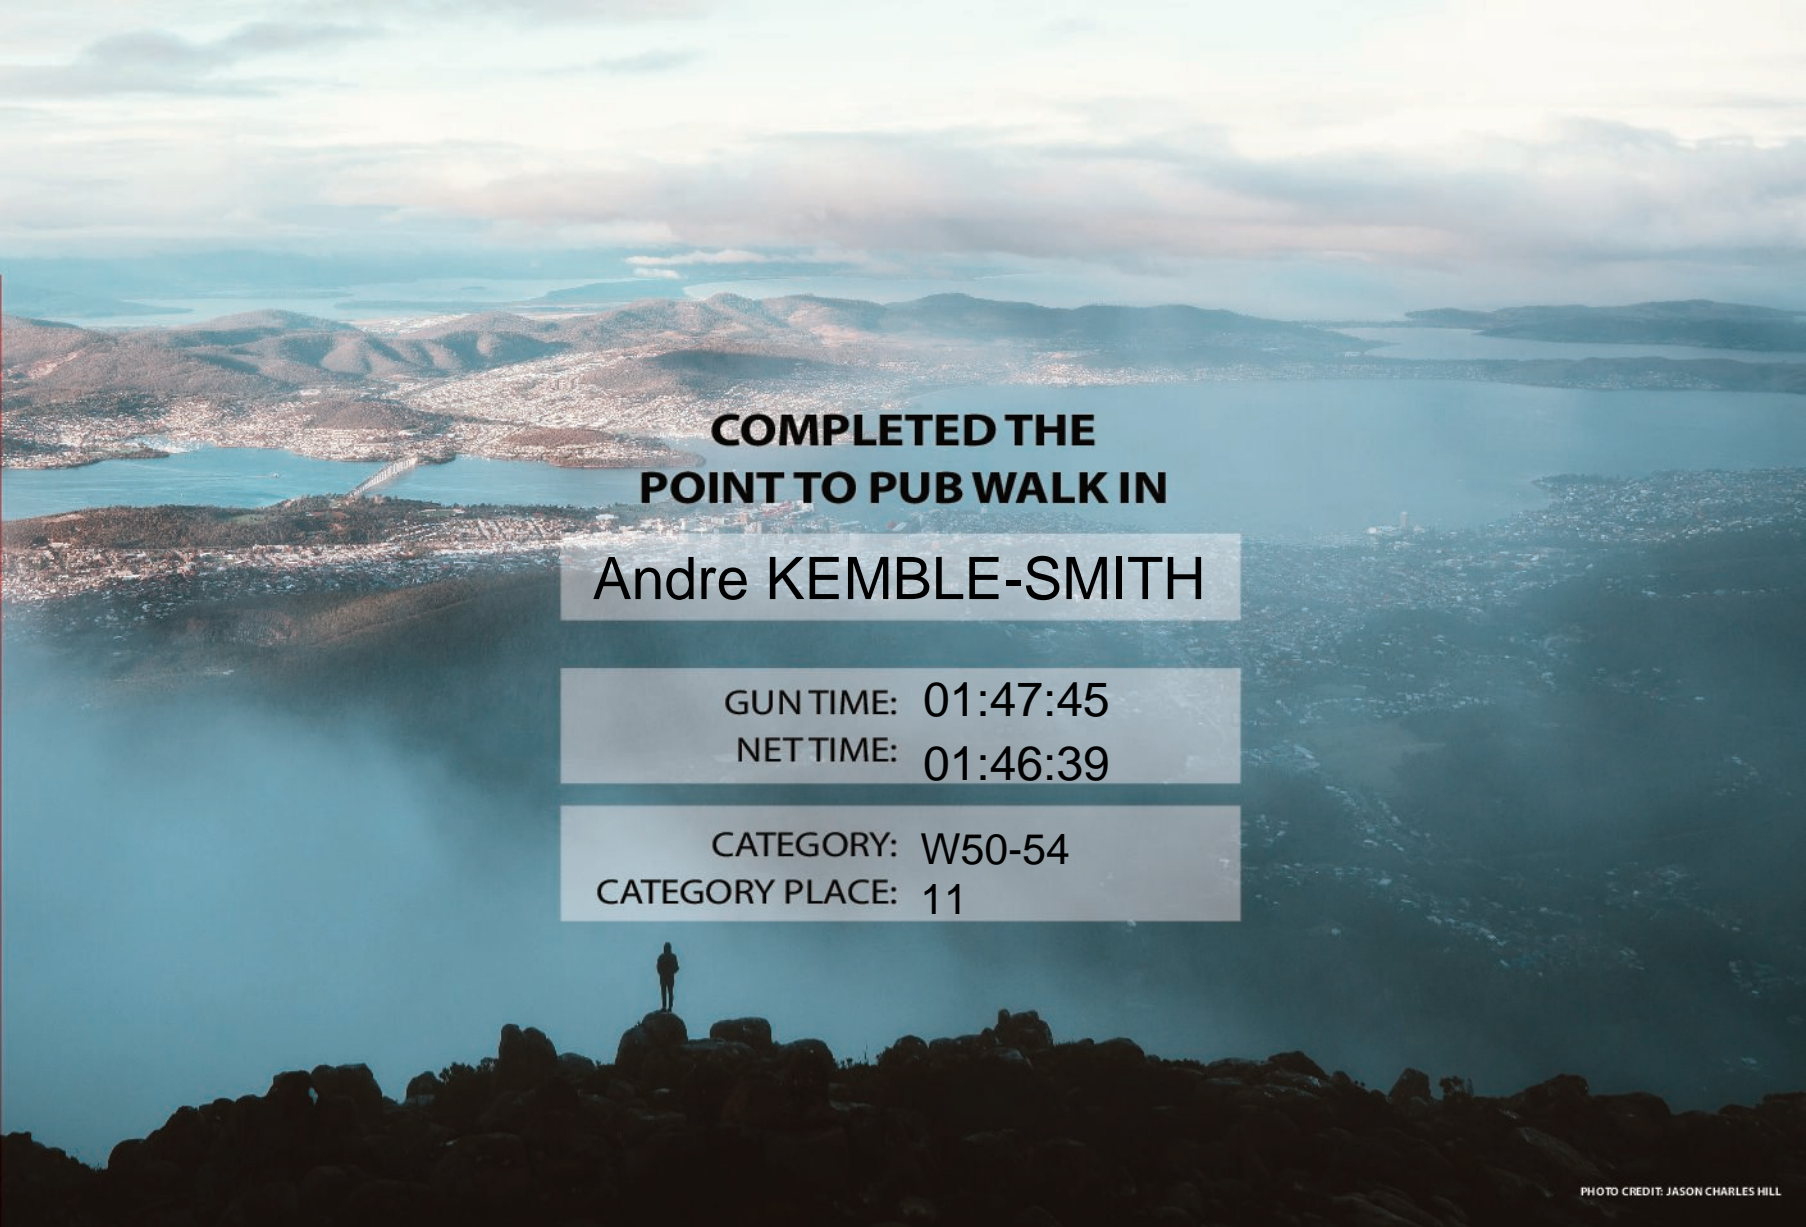 COMPLETED THE
POINT TO PUB WALK IN
Andre KEMBLE-SMITH
GUN TIME: 01:47:45
NET TIME: 01:46:39
CATEGORY: W50-54
CATEGORY PLACE: 11
PHOTO CREDIT: JASON CHARLES HILL